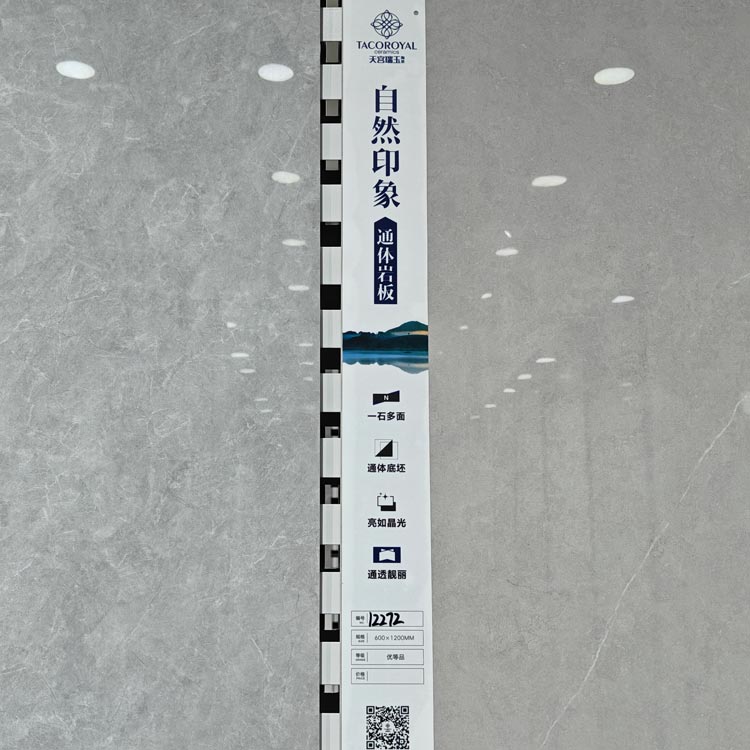 TACOROYAL
ceramics
天宫瑞玉
自然印象
通休岩板
N
一石多面
通体底坯
亮如晶光
通透靓丽
编号 12272
规格 600×1200MM
等级 优等品
价格